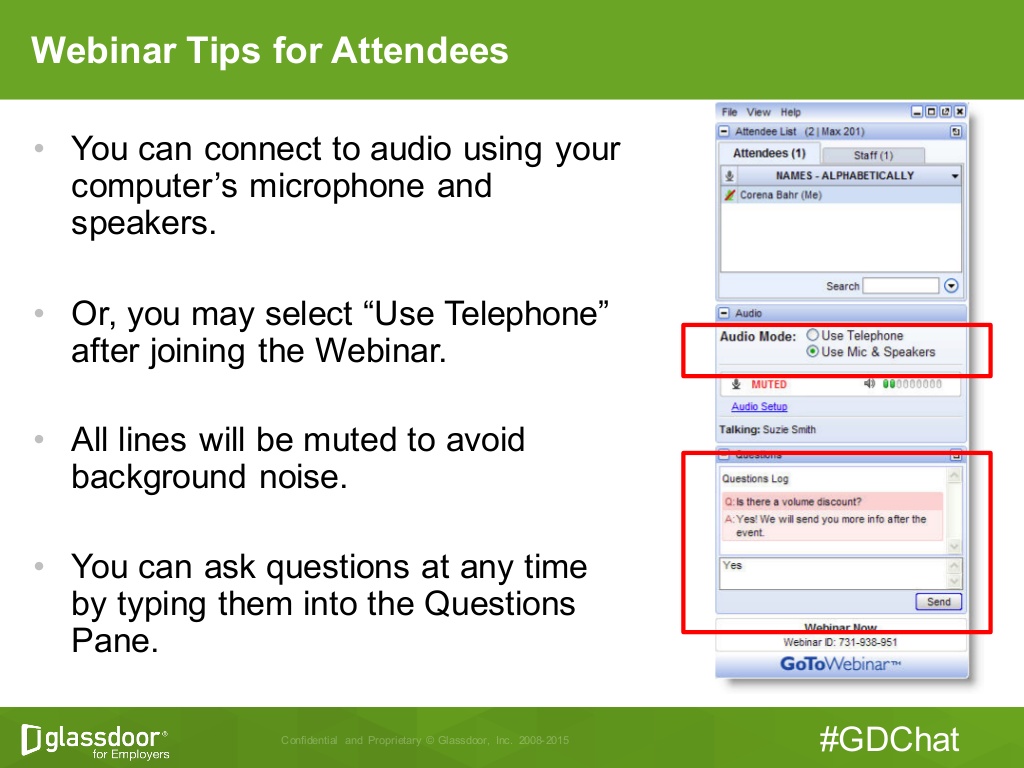 Webinar Tips for Attendees
• You can connect to audio using your
computer’s microphone and
speakers.
• Or, you may select “Use Telephone”
after joining the Webinar.
• All lines will be muted to avoid
background noise.
• You can ask questions at any time
by typing them into the Questions
Pane.
File View Help
Attendee List (2 | Max 201)
Attendees (1) Staff (1)
NAMES - ALPHABETICALLY
Corena Bahr (Me)
Search
Audio
Audio Mode: Use Telephone
Use Mic & Speakers
MUTED
Audio Setup
Talking: Suzie Smith
Questions
Questions Log
Q: Is there a volume discount?
A: Yes! We will send you more info after the
event.
Yes
Send
Webinar Now
Webinar ID: 731-938-951
GoToWebinar™
glassdoor®
for Employers
Confidential and Proprietary © Glassdoor, Inc. 2008-2015
#GDChat